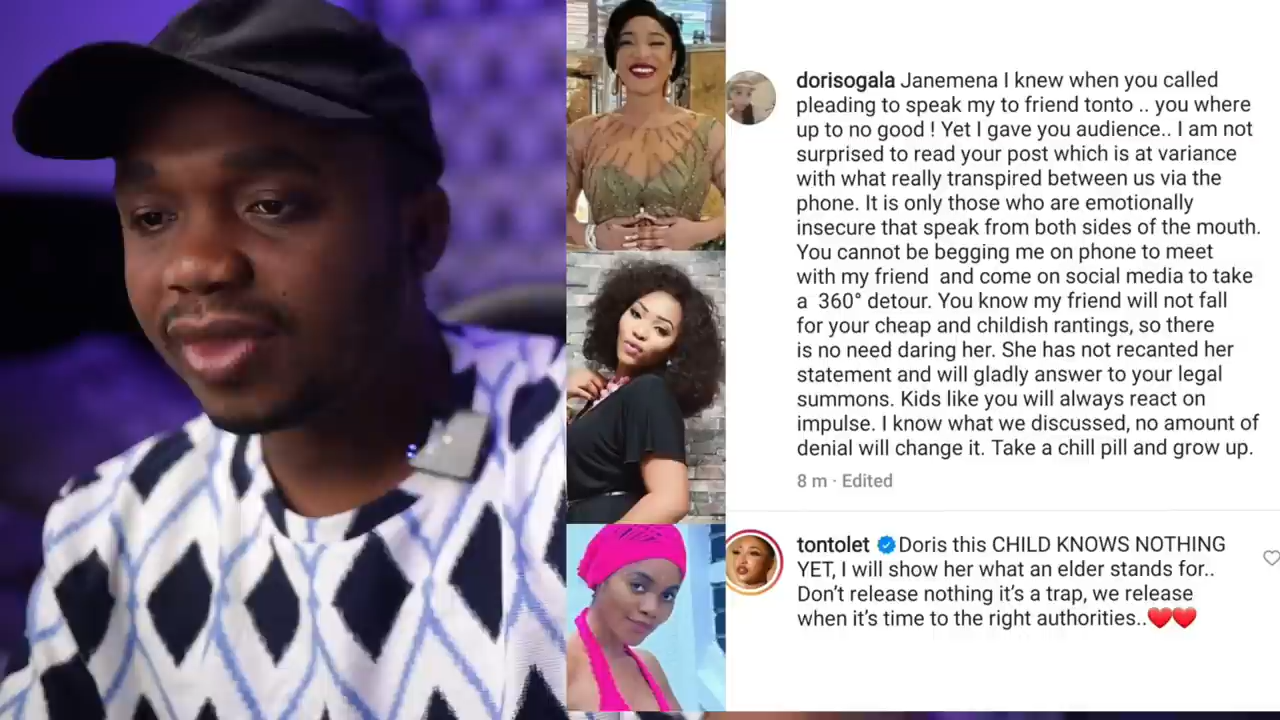 dorisogala Janemena I knew when you called
pleading to speak my to friend tonto .. you where
up to no good ! Yet I gave you audience.. I am not
surprised to read your post which is at variance
with what really transpired between us via the
phone. It is only those who are emotionally
insecure that speak from both sides of the mouth.
You cannot be begging me on phone to meet
with my friend  and come on social media to take
a  360° detour. You know my friend will not fall
for your cheap and childish rantings, so there
is no need daring her. She has not recanted her
statement and will gladly answer to your legal
summons. Kids like you will always react on
impulse. I know what we discussed, no amount of
denial will change it. Take a chill pill and grow up.
8 m · Edited
tontolet Doris this CHILD KNOWS NOTHING
YET, I will show her what an elder stands for..
Don’t release nothing it’s a trap, we release
when it’s time to the right authorities..❤️❤️